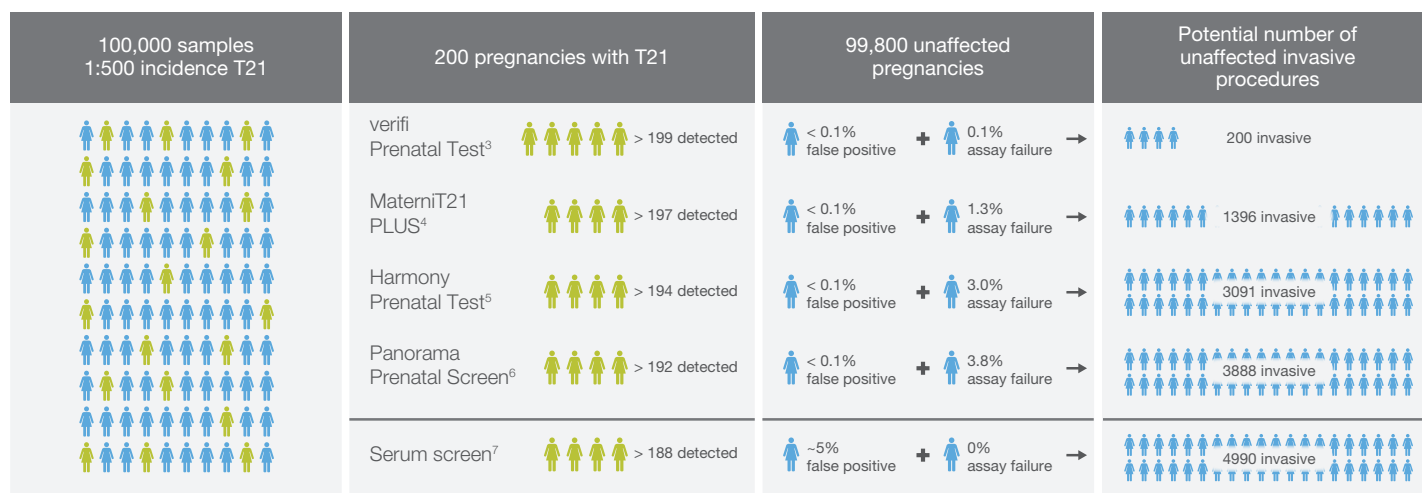 100,000 samples
1:500 incidence T21
200 pregnancies with T21
99,800 unaffected
pregnancies
Potential number of
unaffected invasive
procedures
verifi
Prenatal Test3
> 199 detected
< 0.1%
false positive
+
0.1%
assay failure
→
200 invasive
MaterniT21
PLUS4
> 197 detected
< 0.1%
false positive
+
1.3%
assay failure
→
1396 invasive
Harmony
Prenatal Test5
> 194 detected
< 0.1%
false positive
+
3.0%
assay failure
→
3091 invasive
Panorama
Prenatal Screen6
> 192 detected
< 0.1%
false positive
+
3.8%
assay failure
→
3888 invasive
Serum screen7
> 188 detected
~5%
false positive
+
0%
assay failure
→
4990 invasive